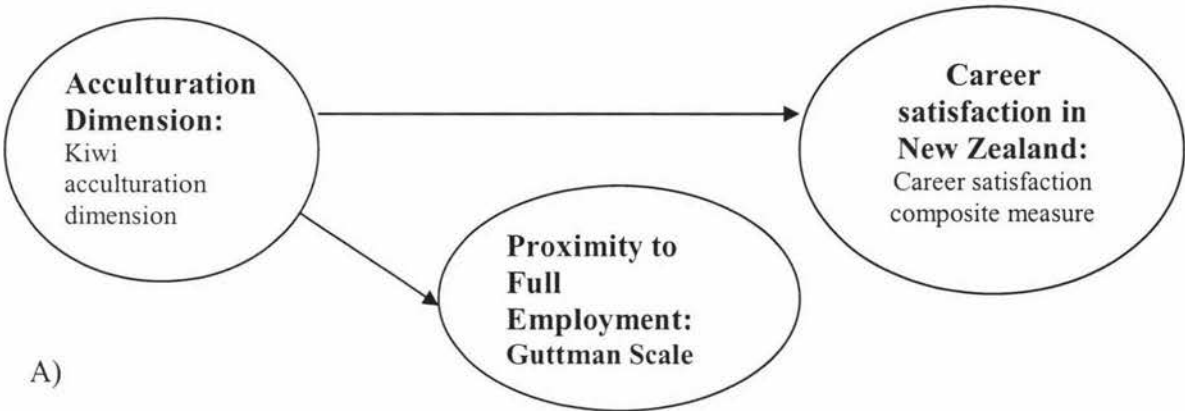 Acculturation
Dimension:
Kiwi
acculturation
dimension
Career
satisfaction in
New Zealand:
Career satisfaction
composite measure
Proximity to
Full
Employment:
Guttman Scale
A)